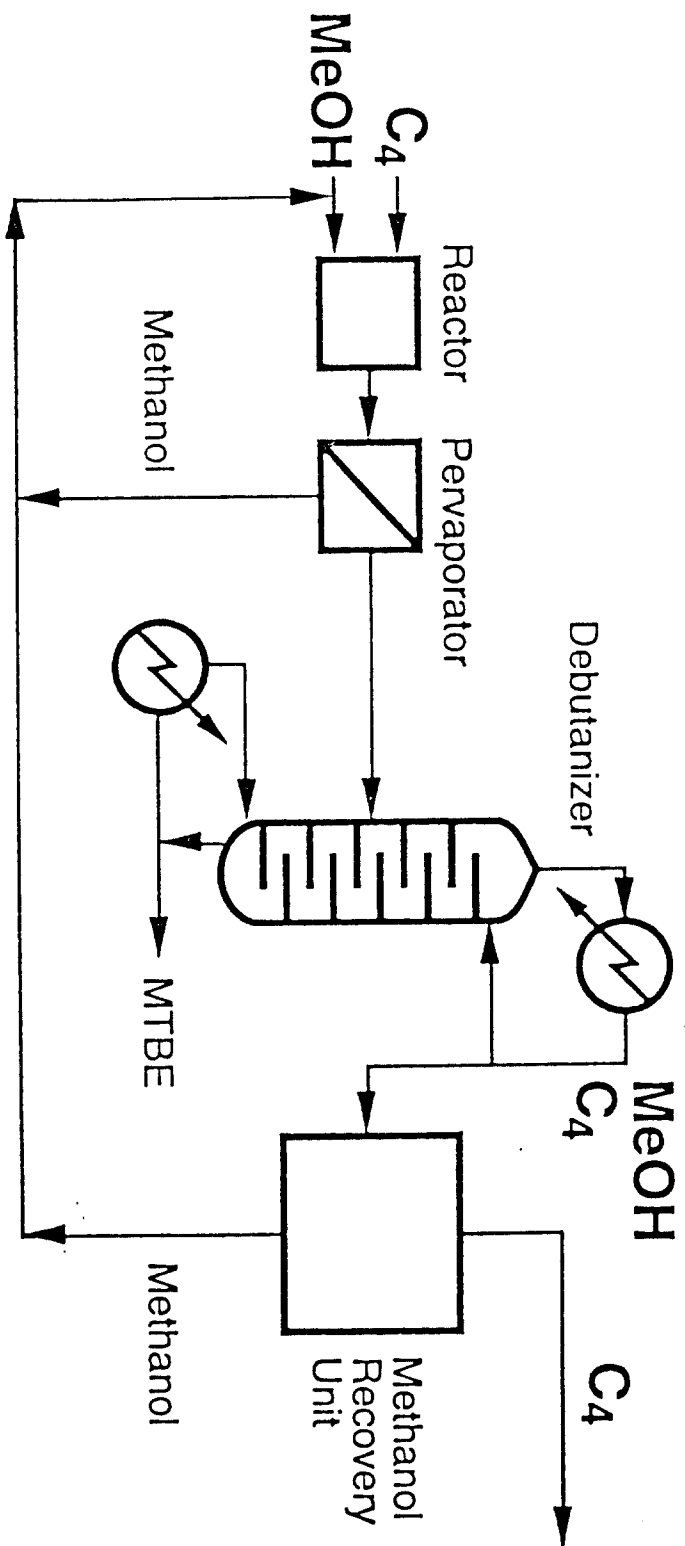 C4
MeOH
Reactor
Pervaporator
Methanol
Debutanizer
MTBE
MeOH
C4
C4
Methanol
Recovery
Unit
Methanol